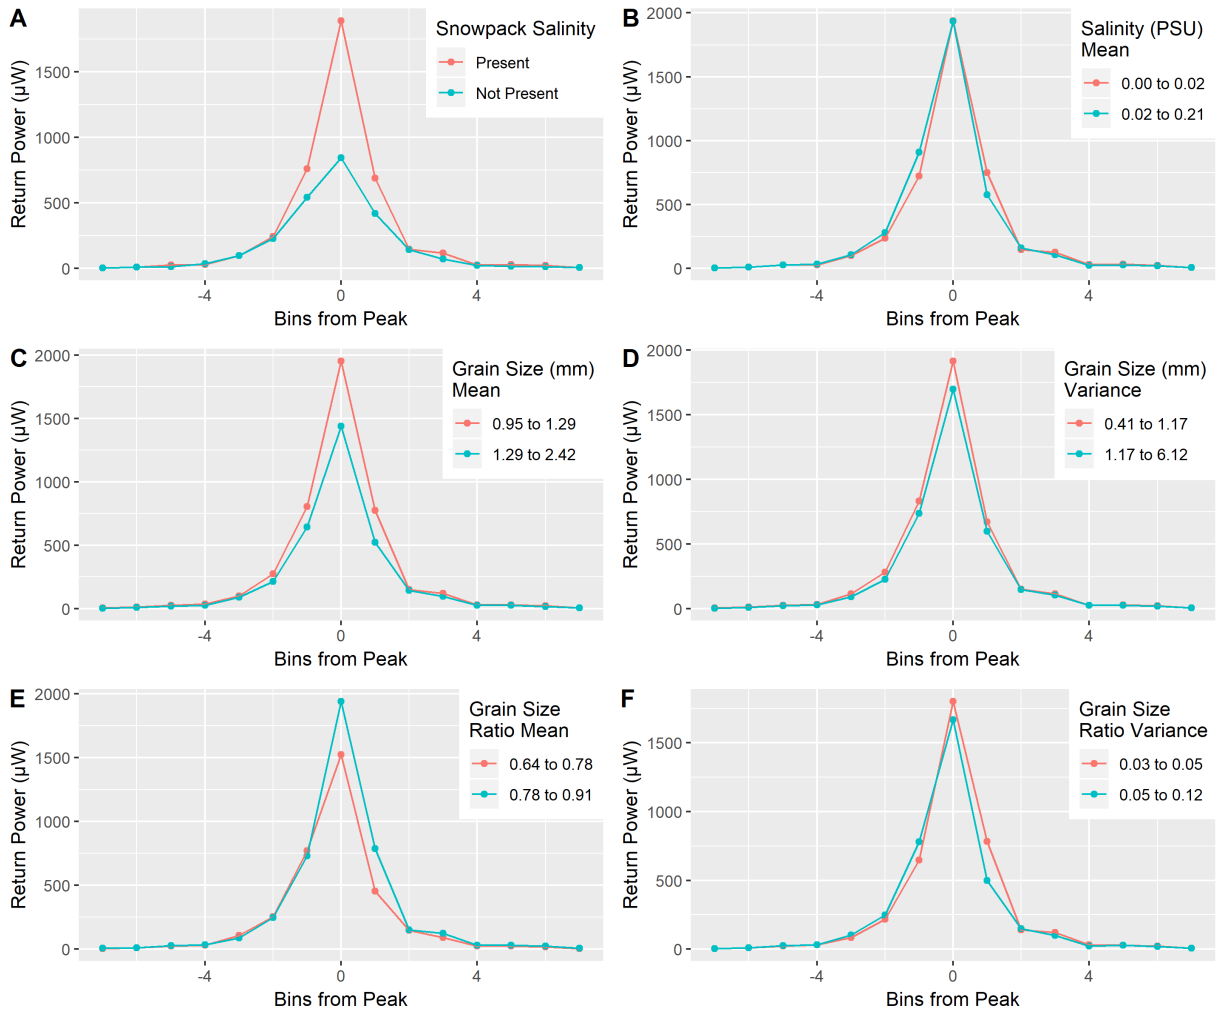 A
Snowpack Salinity
Present
Not Present
Return Power (µW)
1500
1000
500
0
-4 0 4
Bins from Peak
B
Salinity (PSU)
Mean
0.00 to 0.02
0.02 to 0.21
Return Power (µW)
2000
1500
1000
500
0
-4 0 4
Bins from Peak
C
Grain Size (mm)
Mean
0.95 to 1.29
1.29 to 2.42
Return Power (µW)
2000
1500
1000
500
0
-4 0 4
Bins from Peak
D
Grain Size (mm)
Variance
0.41 to 1.17
1.17 to 6.12
Return Power (µW)
2000
1500
1000
500
0
-4 0 4
Bins from Peak
E
Grain Size
Ratio Mean
0.64 to 0.78
0.78 to 0.91
Return Power (µW)
2000
1500
1000
500
0
-4 0 4
Bins from Peak
F
Grain Size
Ratio Variance
0.03 to 0.05
0.05 to 0.12
Return Power (µW)
1500
1000
500
0
-4 0 4
Bins from Peak